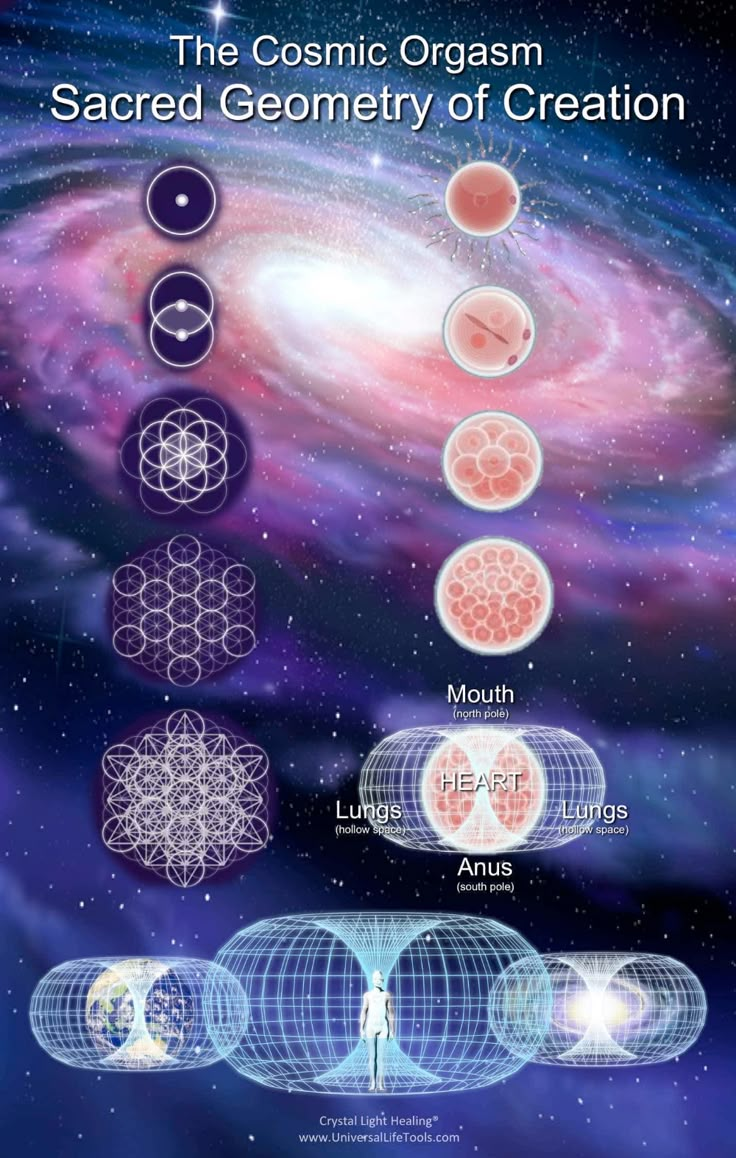 The Cosmic Orgasm
Sacred Geometry of Creation
Mouth
(north pole)
HEART
Lungs
(hollow space)
Lungs
(hollow space)
Anus
(south pole)
Crystal Light Healing®
www.UniversalLifeTools.com